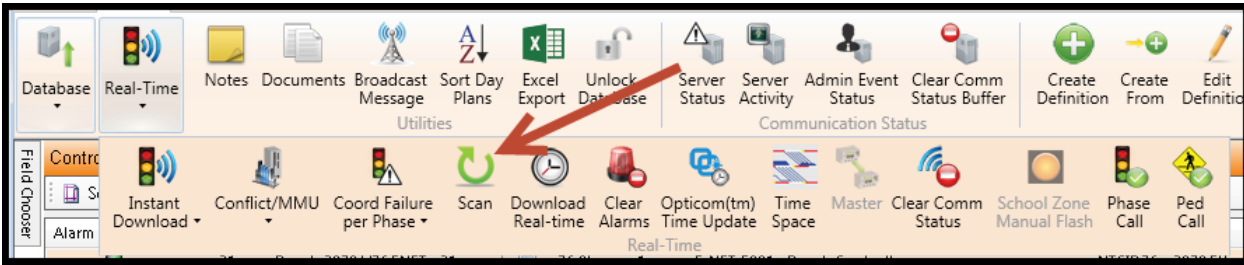 Database
Real-Time
Notes
Documents
Broadcast
Message
Sort Day
Plans
Excel
Export
Unlock
Database
Utilities
Server
Status
Server
Activity
Admin Event
Status
Clear Comm
Status Buffer
Communication Status
Create
Definition
Create
From
Edit
Definitio
Field Chooser
Contro
Alarm
Instant
Download
Conflict/MMU
Coord Failure
per Phase
Scan
Download
Real-time
Clear
Alarms
Opticom(tm)
Time Update
Time
Space
Master
Clear Comm
Status
School Zone
Manual Flash
Phase
Call
Ped
Call
Real-Time